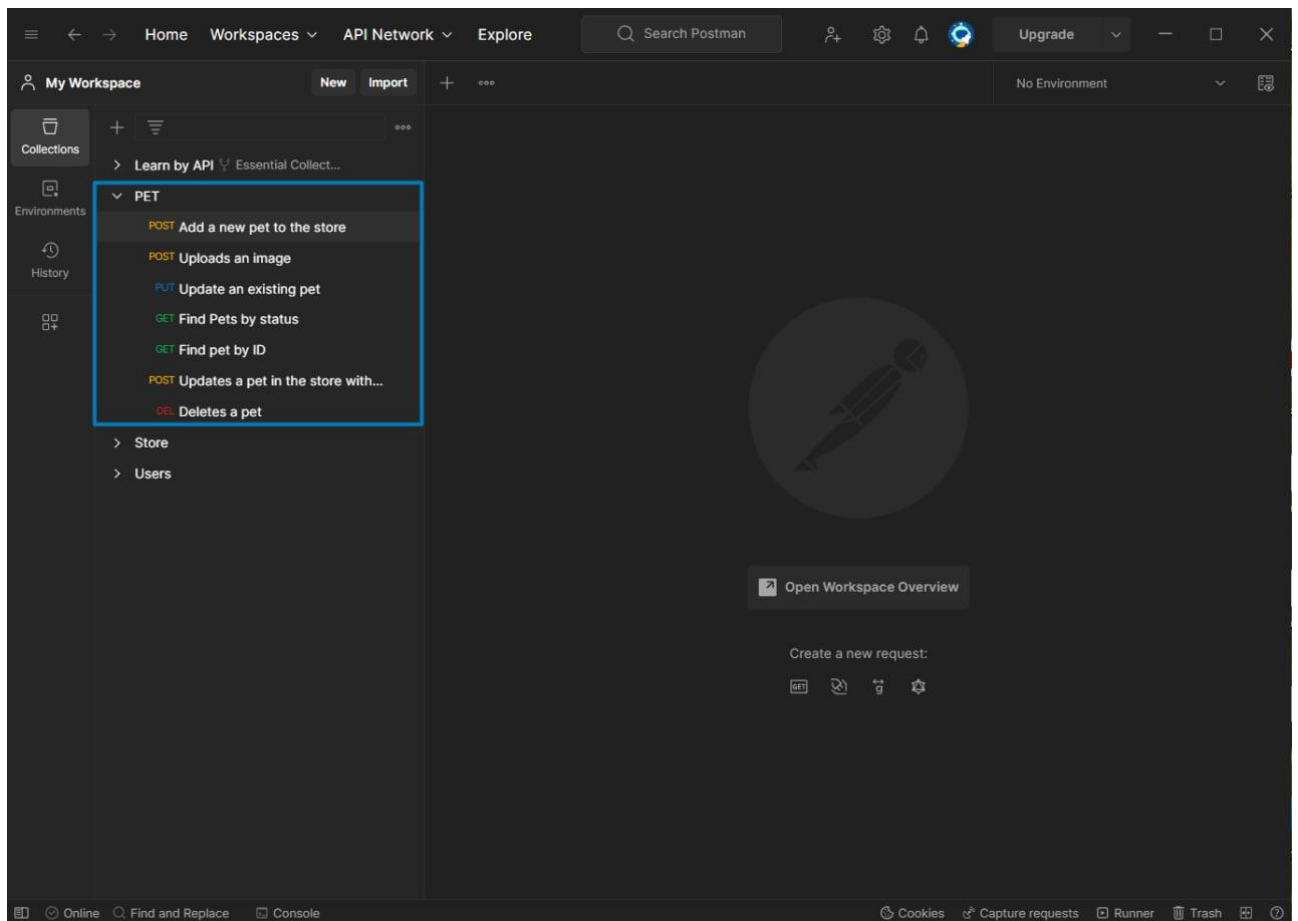 Home Workspaces API Network Explore Search Postman Upgrade
My Workspace New Import No Environment
Collections
Learn by API Essential Collect...
Environments
PET
POST Add a new pet to the store
POST Uploads an image
History
PUT Update an existing pet
GET Find Pets by status
GET Find pet by ID
POST Updates a pet in the store with...
DEL Deletes a pet
Store
Users
Open Workspace Overview
Create a new request:
GET
Online Find and Replace Console Cookies Capture requests Runner Trash